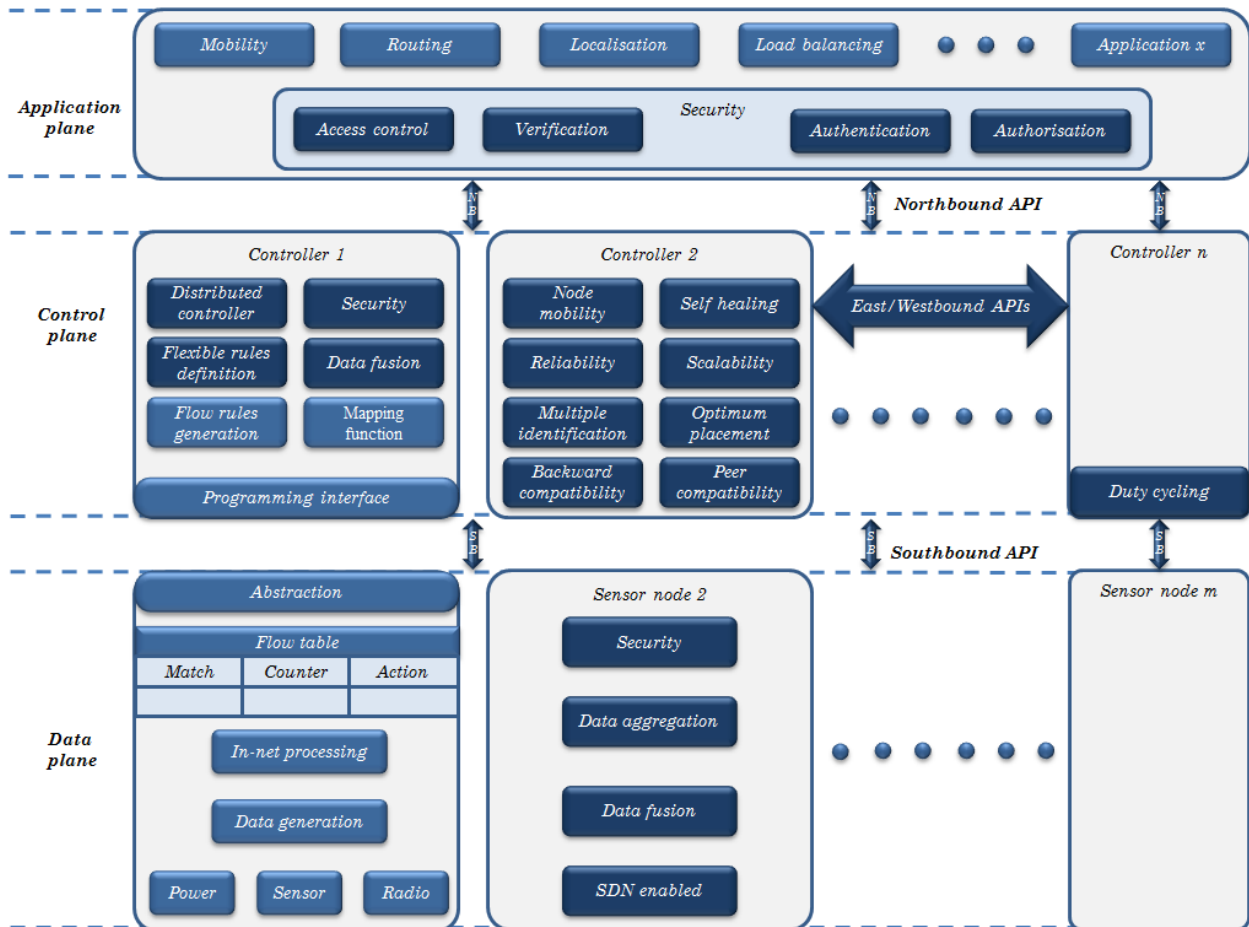 Mobility
Routing
Localisation
Load balancing
Application x
Application
plane
Security
Access control
Verification
Authentication
Authorisation
NB
NB
Northbound API
NB
Control
plane
Controller 1
Distributed
controller
Security
Flexible rules
definition
Data fusion
Flow rules
generation
Mapping
function
Programming interface
Controller 2
Node
mobility
Self healing
Reliability
Scalability
Multiple
identification
Optimum
placement
Backward
compatibility
Peer
compatibility
East/Westbound APIs
Controller n
Duty cycling
SB
SB
Southbound API
SB
Data
plane
Abstraction
Flow table
Match Counter Action
In-net processing
Data generation
Power
Sensor
Radio
Sensor node 2
Security
Data aggregation
Data fusion
SDN enabled
Sensor node m